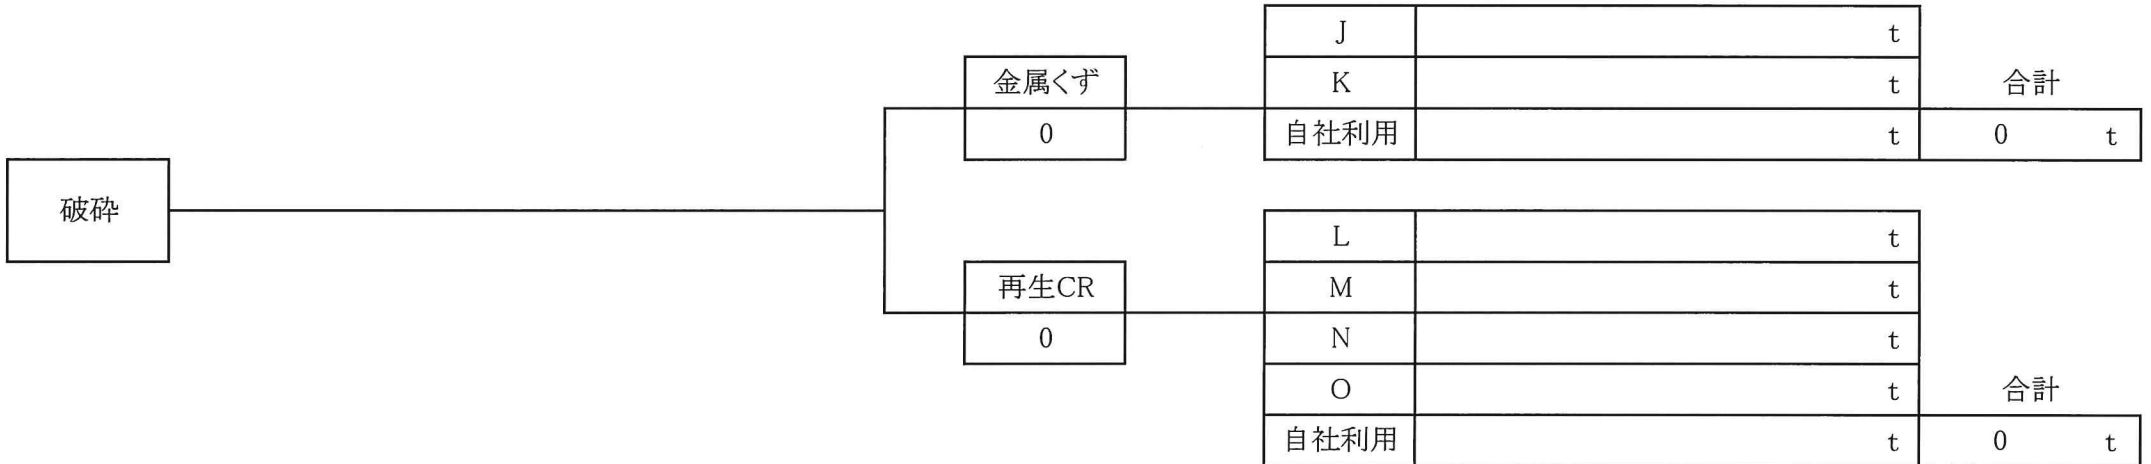 J t
金属くず K t 合計
0 自社利用 t 0 t
破砕
L t
再生CR M t
0 N t
O t 合計
自社利用 t 0 t